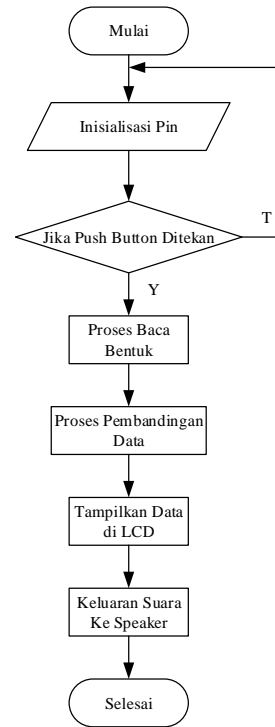 Mulai
Inisialisasi Pin
Jika Push Button Ditekan
T
Y
Proses Baca
Bentuk
Proses Pembandingan
Data
Tampilkan Data
di LCD
Keluaran Suara
Ke Speaker
Selesai